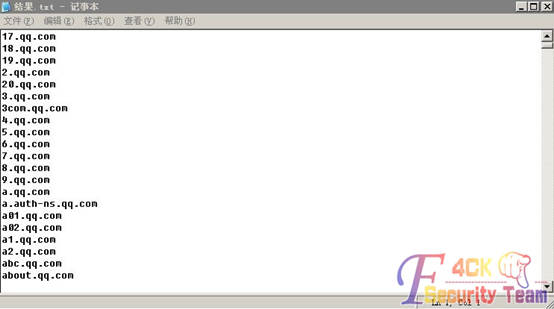 结果.txt - 记事本
文件(F) 编辑(E) 格式(O) 查看(V) 帮助(H)
17.qq.com
18.qq.com
19.qq.com
2.qq.com
20.qq.com
3.qq.com
3com.qq.com
4.qq.com
5.qq.com
6.qq.com
7.qq.com
8.qq.com
9.qq.com
a.qq.com
a.auth-ns.qq.com
a01.qq.com
a02.qq.com
a1.qq.com
a2.qq.com
abc.qq.com
about.qq.com
F4CK
Security Team